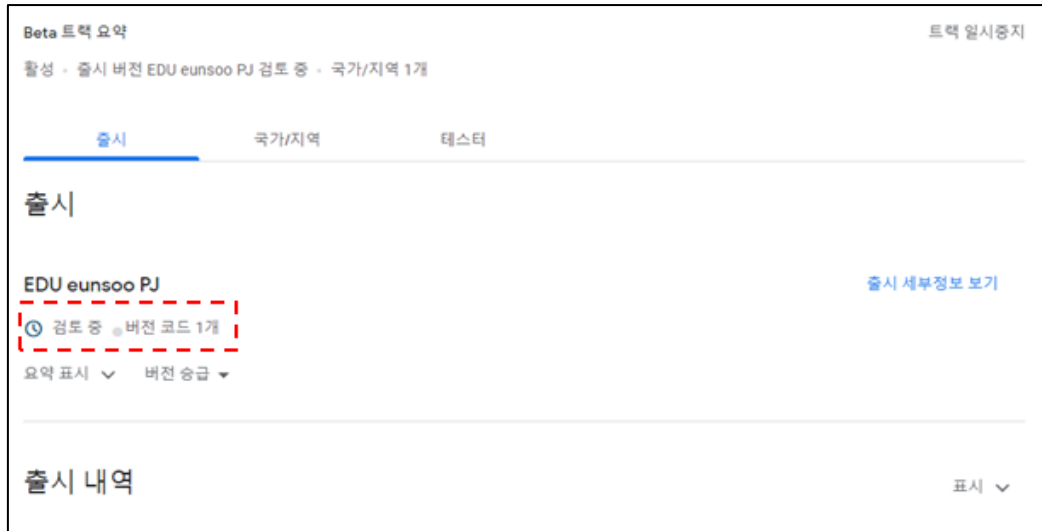 Beta 트랙 요약 트랙 일시중지
활성 · 출시 버전 EDU eunsoo PJ 검토 중 · 국가/지역 1개
출시 국가/지역 테스터
출시
EDU eunsoo PJ 출시 세부정보 보기
검토 중 버전 코드 1개
요약 표시 버전 승급
출시 내역 표시